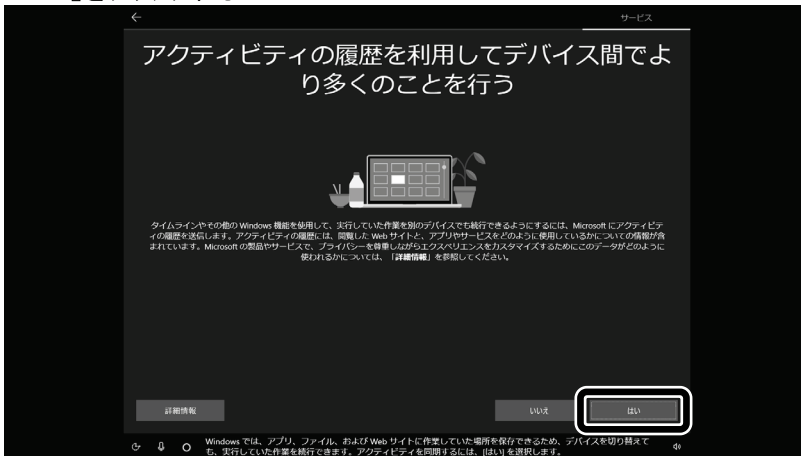 サービス
アクティビティの履歴を利用してデバイス間でよ
り多くのことを行う
タイムラインやその他の Windows 機能を使用して、実行していた作業を別のデバイスでも続行できるようにするには、Microsoft にアクティビテ
ィの履歴を送信します。アクティビティの履歴には、閲覧した Web サイトと、アプリやサービスをどのように使用しているかについての情報が含
まれています。Microsoft の製品やサービスで、プライバシーを尊重しながらエクスペリエンスをカスタマイズするためにこのデータがどのように
使われるかについては、「詳細情報」を参照してください。
詳細情報
いいえ
はい
Windows では、アプリ、ファイル、および Web サイトに作業していた場所を保存できるため、デバイスを切り替えて
も、実行していた作業を続行できます。アクティビティを同期するには、[はい] を選択します。